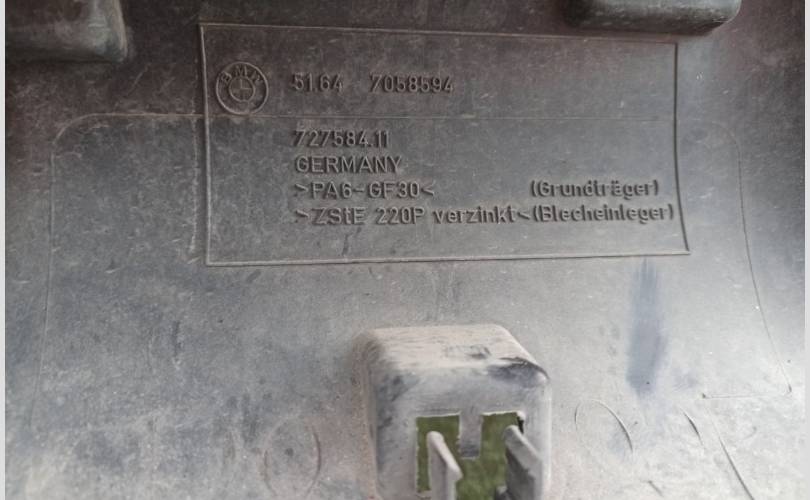 BMW
51.64 7058594
727584.11
GERMANY
>PA6-GF30< (Grundträger)
>ZStE 220P verzinkt<(Blecheinleger)